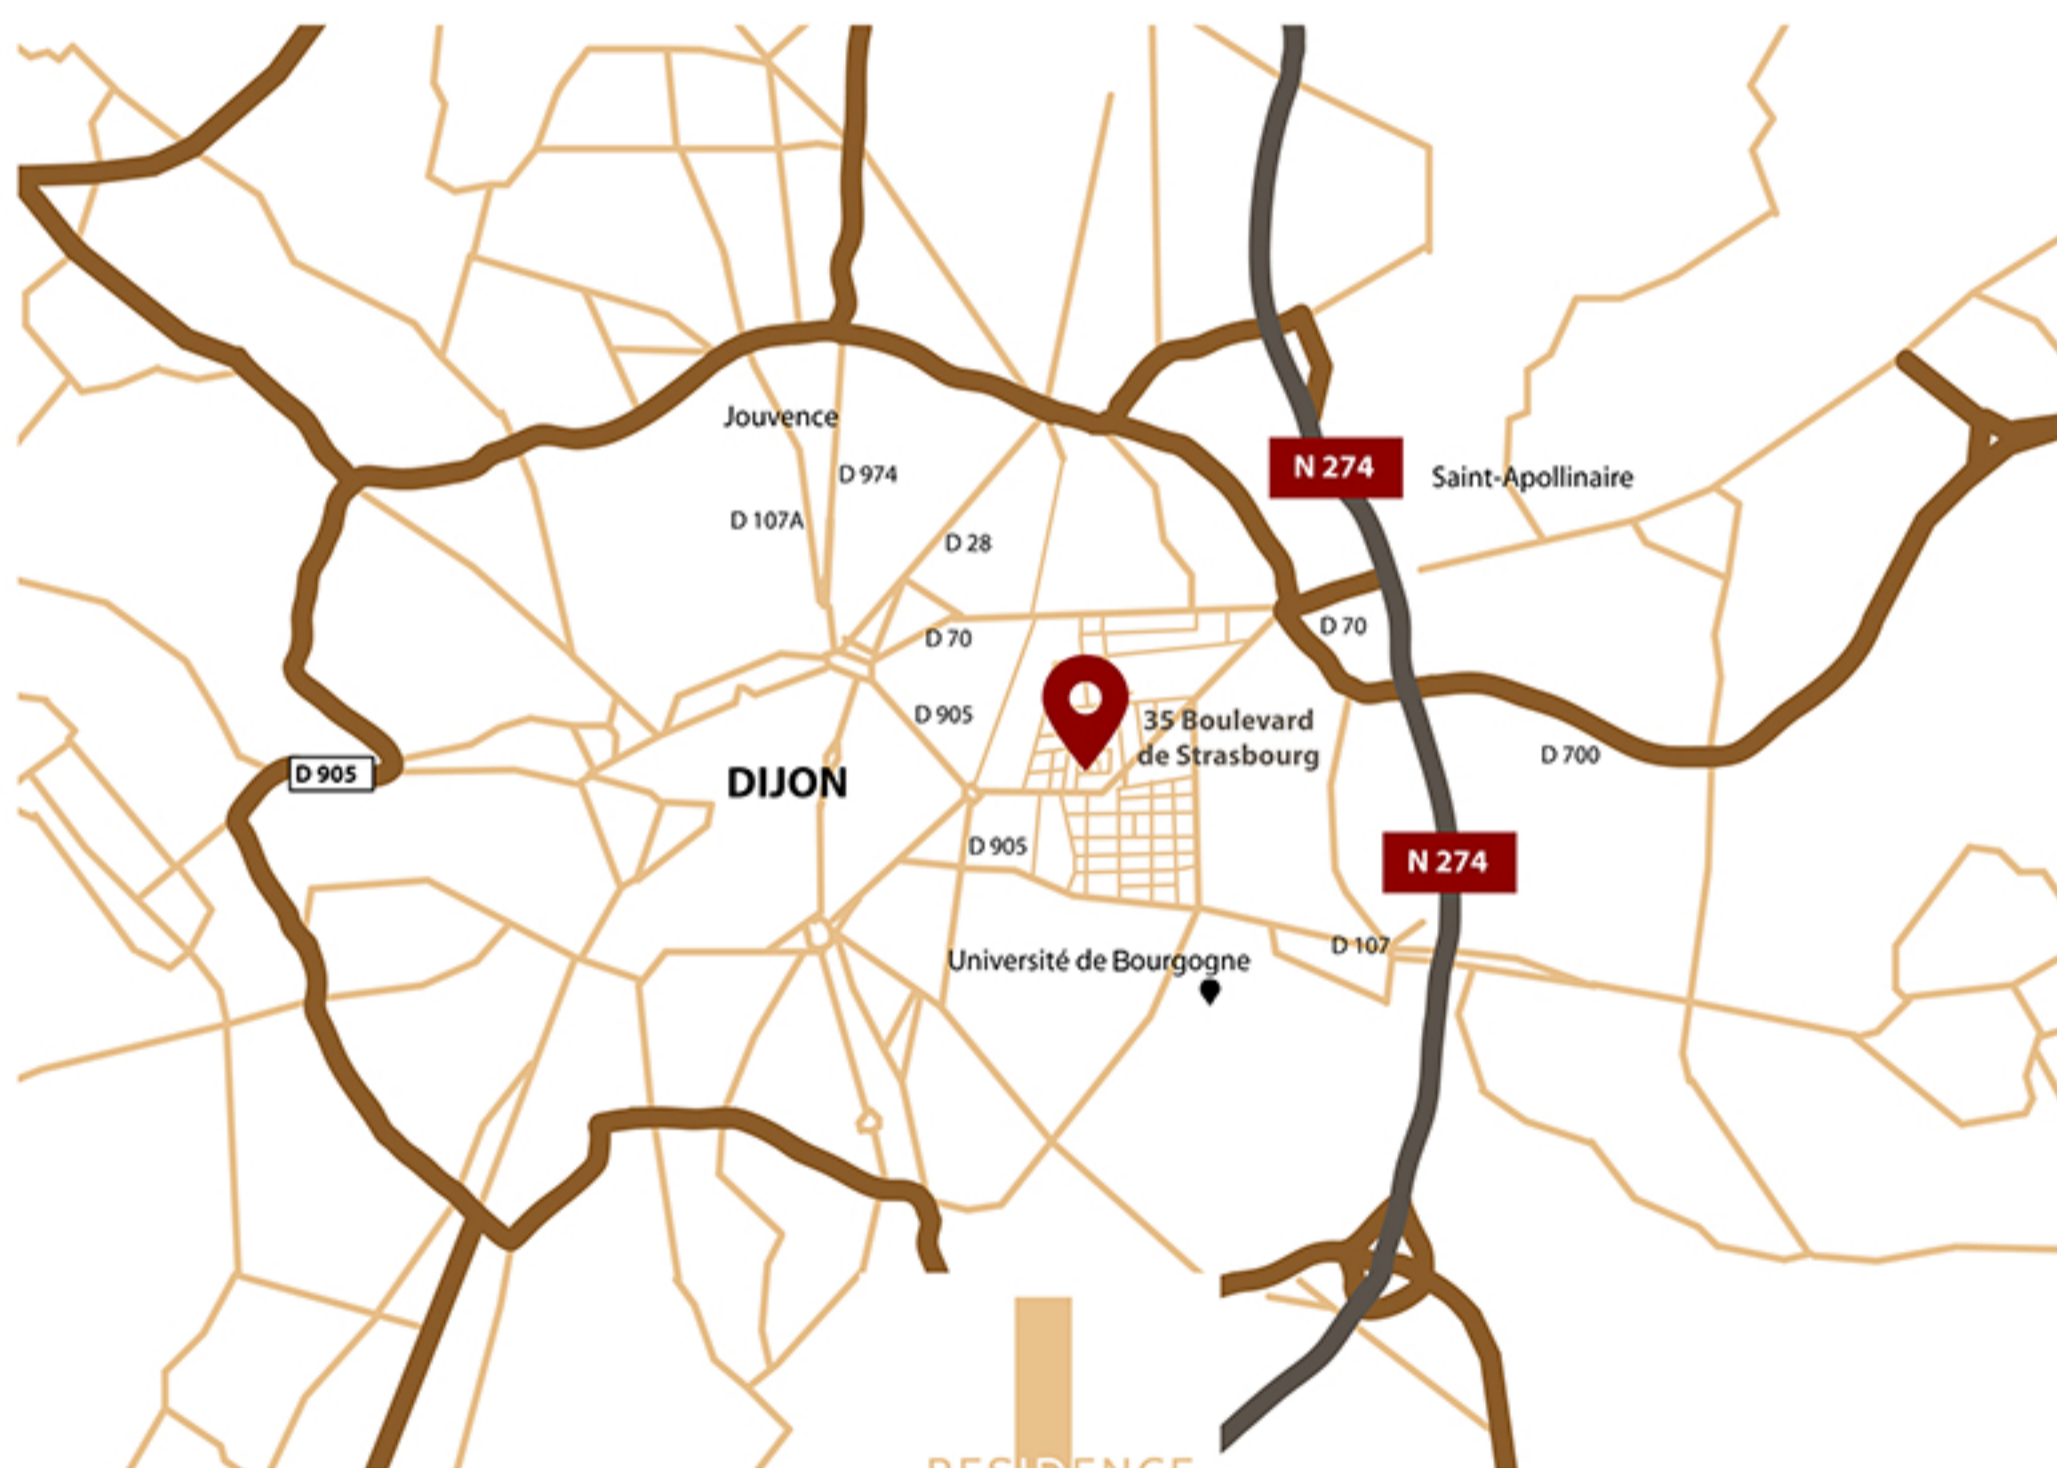 Jouvence
N 274
Saint-Apollinaire
D 974
D 107A
D 28
D 70
D 70
D 905
35 Boulevard
de Strasbourg
D 700
D 905
DIJON
D 905
N 274
D 107
Université de Bourgogne
RESIDENCE